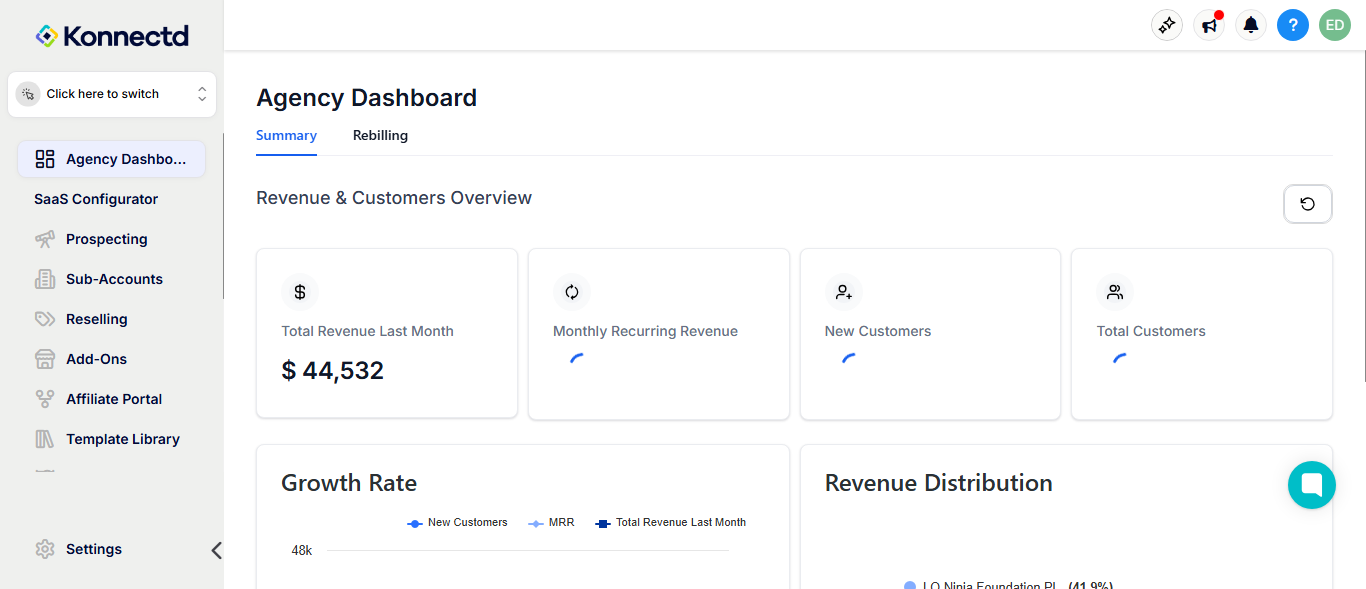 Konnectd
Click here to switch
Agency Dashbo...
SaaS Configurator
Prospecting
Sub-Accounts
Reselling
Add-Ons
Affiliate Portal
Template Library
Settings
? ED
Agency Dashboard
Summary Rebilling
Revenue & Customers Overview
$
Total Revenue Last Month
$ 44,532
Monthly Recurring Revenue
New Customers
Total Customers
Growth Rate
New Customers MRR Total Revenue Last Month
48k
Revenue Distribution
LO Ninja Foundation Pl... (41.9%)